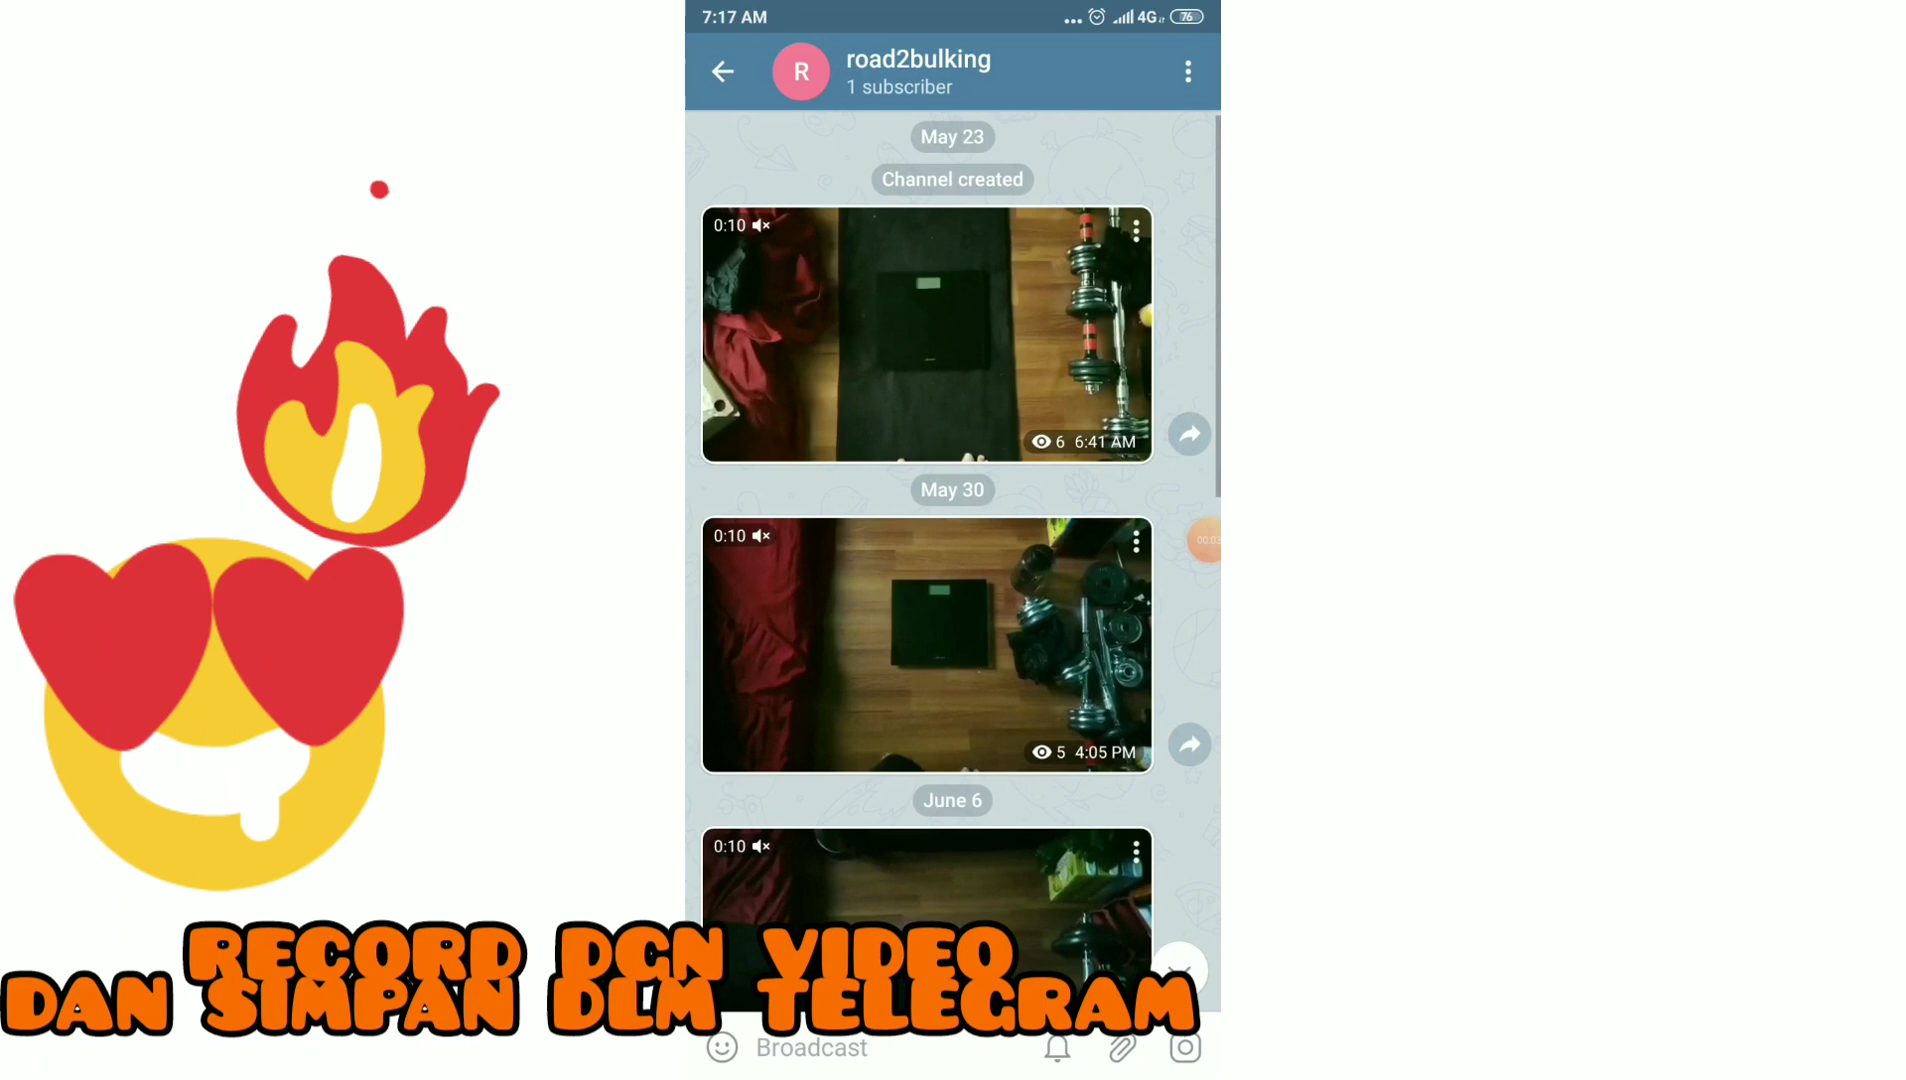 7:17 AM
4G
76
R
road2bulking
1 subscriber
May 23
Channel created
0:10
6 6:41 AM
May 30
0:10
5 4:05 PM
00:03
June 6
0:10
RECORD DGN VIDEO
DAN SIMPAN DLM TELEGRAM
Broadcast